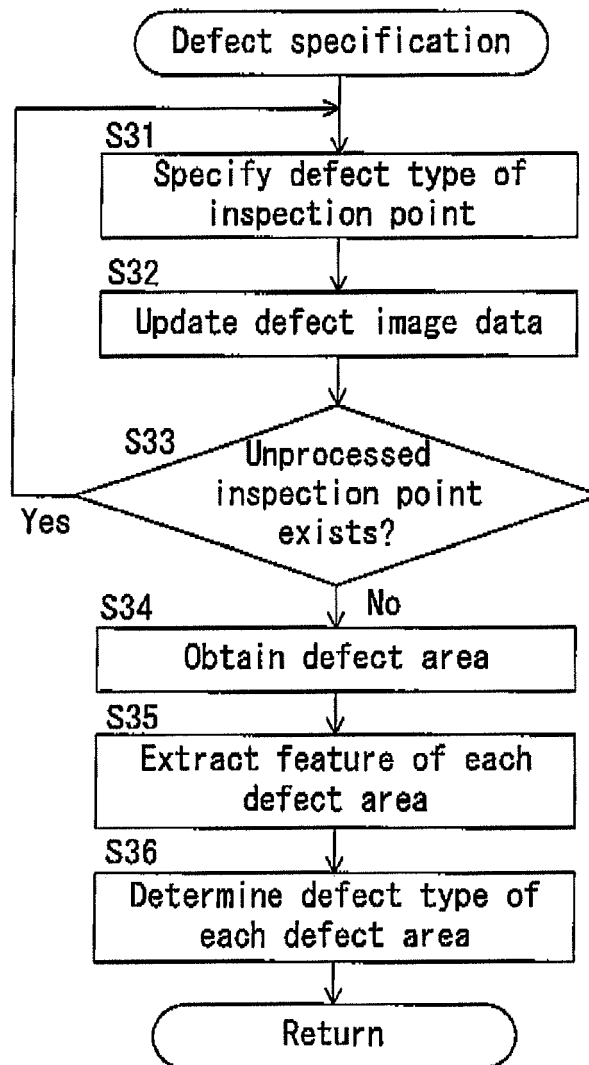 Defect specification
S31
Specify defect type of
inspection point
S32
Update defect image data
S33
Unprocessed
inspection point
exists?
Yes
No
S34
Obtain defect area
S35
Extract feature of each
defect area
S36
Determine defect type of
each defect area
Return